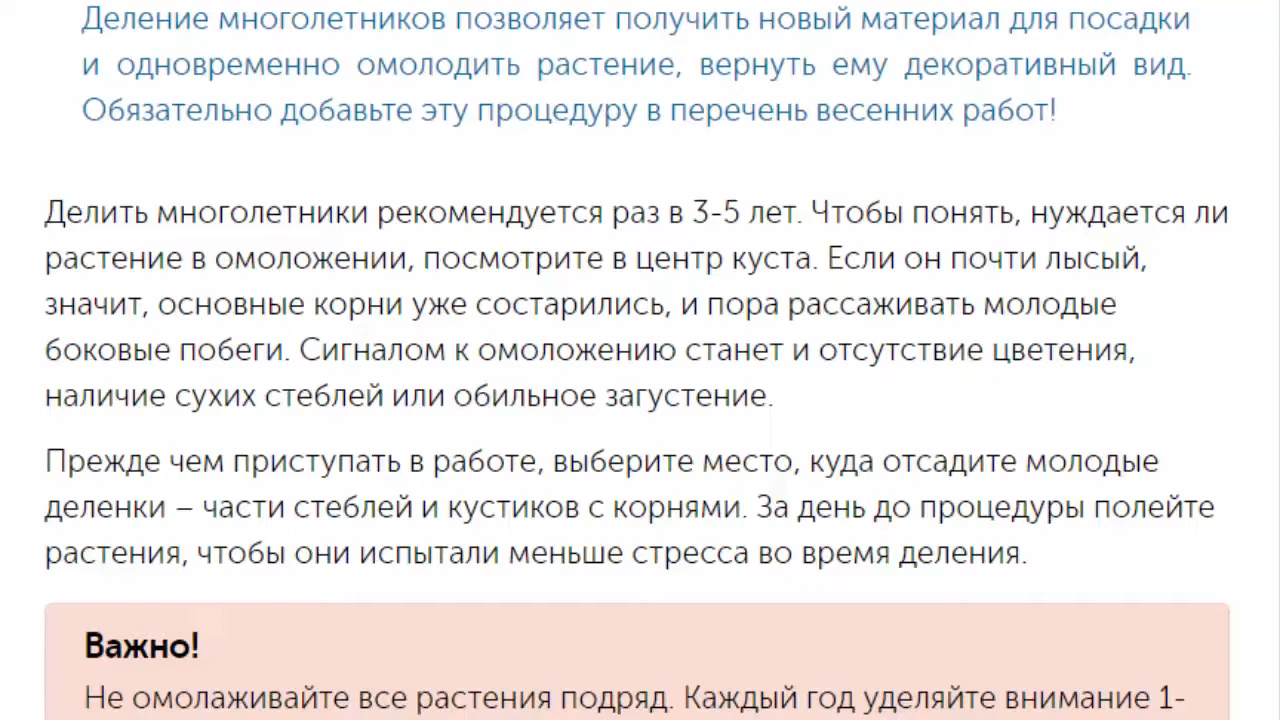 Деление многолетников позволяет получить новый материал для посадки
и одновременно омолодить растение, вернуть ему декоративный вид.
Обязательно добавьте эту процедуру в перечень весенних работ!
Делить многолетники рекомендуется раз в 3-5 лет. Чтобы понять, нуждается ли
растение в омоложении, посмотрите в центр куста. Если он почти лысый,
значит, основные корни уже состарились, и пора рассаживать молодые
боковые побеги. Сигналом к омоложению станет и отсутствие цветения,
наличие сухих стеблей или обильное загустение.
Прежде чем приступать в работе, выберите место, куда отсадите молодые
деленки – части стеблей и кустиков с корнями. За день до процедуры полейте
растения, чтобы они испытали меньше стресса во время деления.
Важно!
Не омолаживайте все растения подряд. Каждый год уделяйте внимание 1-